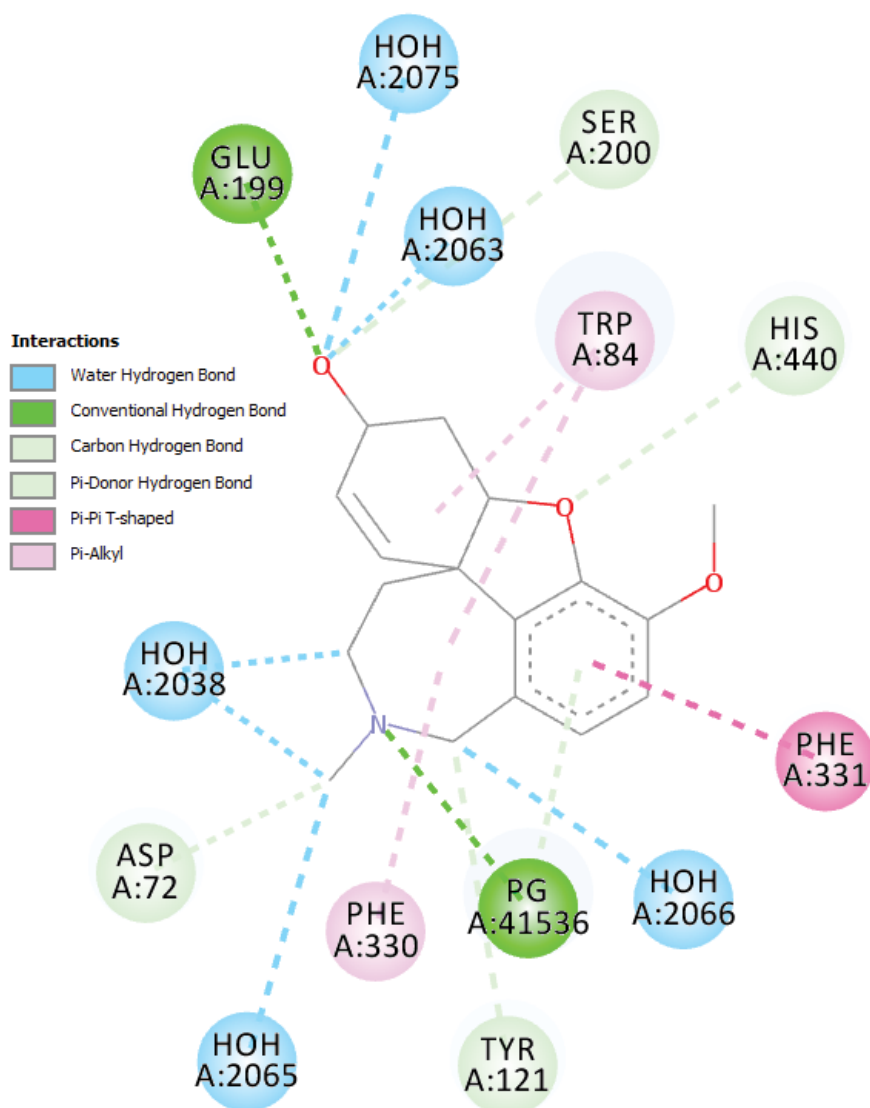 HOH
A:2075
SER
A:200
GLU
A:199
HOH
A:2063
TRP
A:84
HIS
A:440
Interactions
Water Hydrogen Bond
Conventional Hydrogen Bond
Carbon Hydrogen Bond
Pi-Donor Hydrogen Bond
Pi-Pi T-shaped
Pi-Alkyl
O
O
O
N
HOH
A:2038
PHE
A:331
ASP
A:72
PHE
A:330
PG
A:41536
HOH
A:2066
HOH
A:2065
TYR
A:121